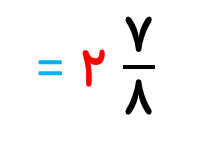 = ۲ ۷/۸